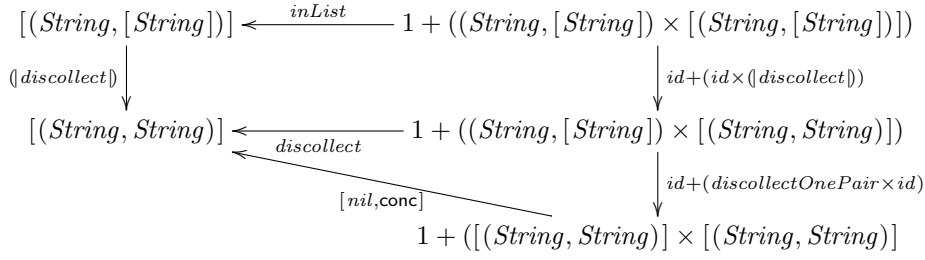 [(String, [String])] inList 1 + ((String, [String]) × [(String, [String])])
(|discollect|) id+(id×(|discollect|))
[(String, String)] discollect 1 + ((String, [String]) × [(String, String)])
[nil,conc] id+(discollectOnePair×id)
1 + ([(String, String)] × [(String, String)]